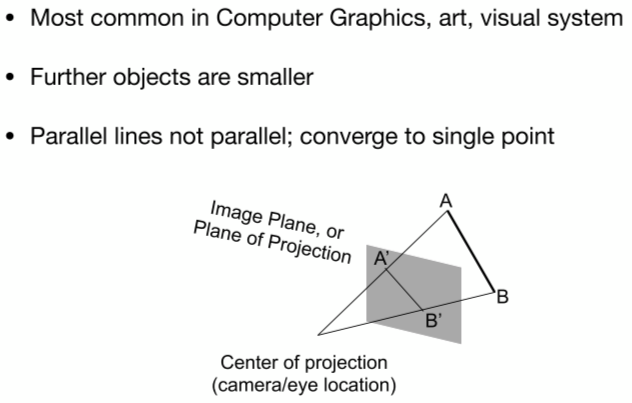 • Most common in Computer Graphics, art, visual system
• Further objects are smaller
• Parallel lines not parallel; converge to single point
A
Image Plane, or
Plane of Projection
A'
B
B'
Center of projection
(camera/eye location)